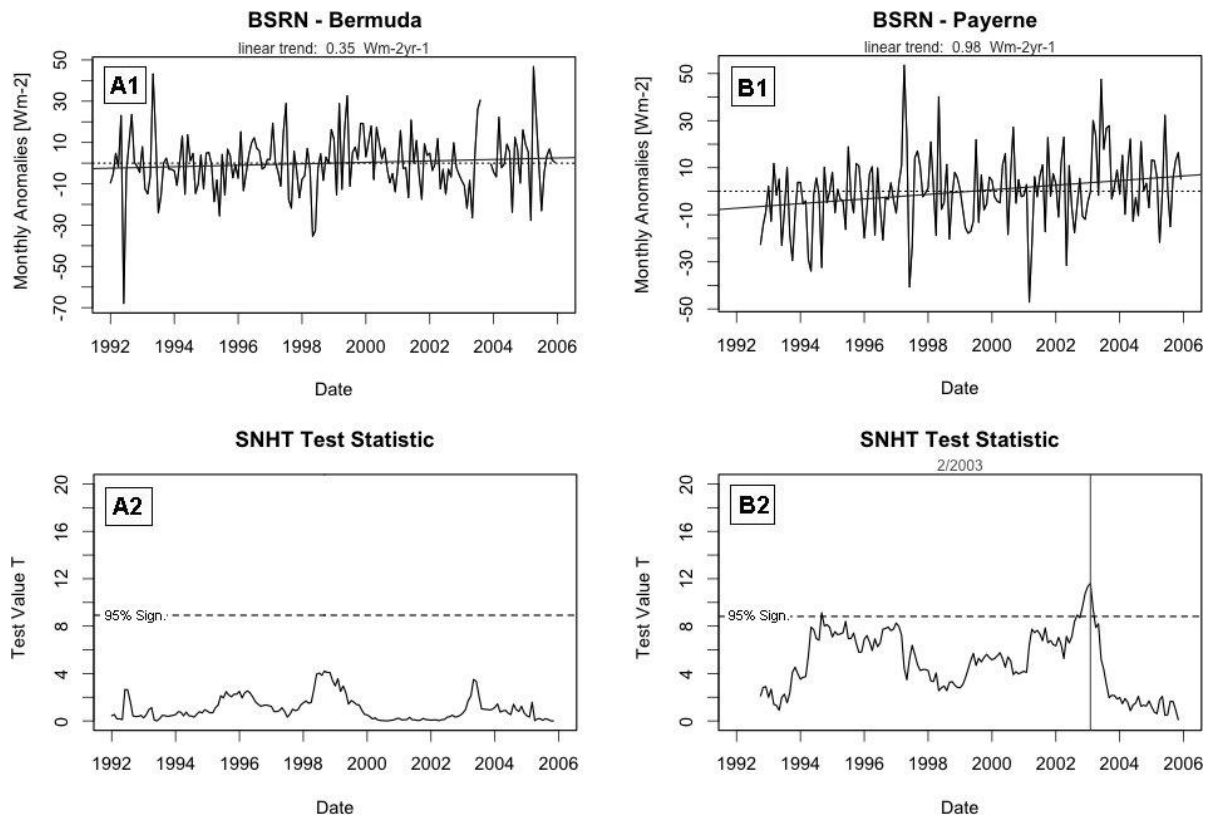 BSRN - Bermuda
linear trend: 0.35 Wm-2yr-1
A1
Monthly Anomalies [Wm-2]
50
30
10
-10
-30
-50
-70
1992 1994 1996 1998 2000 2002 2004 2006
Date
BSRN - Payerne
linear trend: 0.98 Wm-2yr-1
B1
Monthly Anomalies [Wm-2]
50
30
10
-10
-30
-50
1992 1994 1996 1998 2000 2002 2004 2006
Date
SNHT Test Statistic
A2
Test Value T
20
16
12
8
4
0
95% Sign.
1992 1994 1996 1998 2000 2002 2004 2006
Date
SNHT Test Statistic
2/2003
B2
Test Value T
20
16
12
8
4
0
95% Sign.
1992 1994 1996 1998 2000 2002 2004 2006
Date